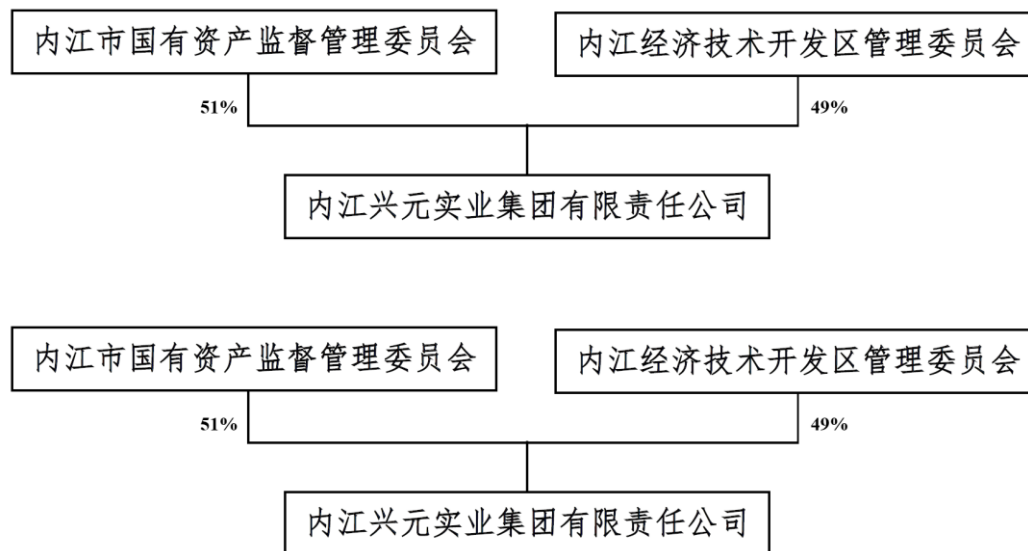 内江市国有资产监督管理委员会
内江经济技术开发区管理委员会
51%
49%
内江兴元实业集团有限责任公司
内江市国有资产监督管理委员会
内江经济技术开发区管理委员会
51%
49%
内江兴元实业集团有限责任公司